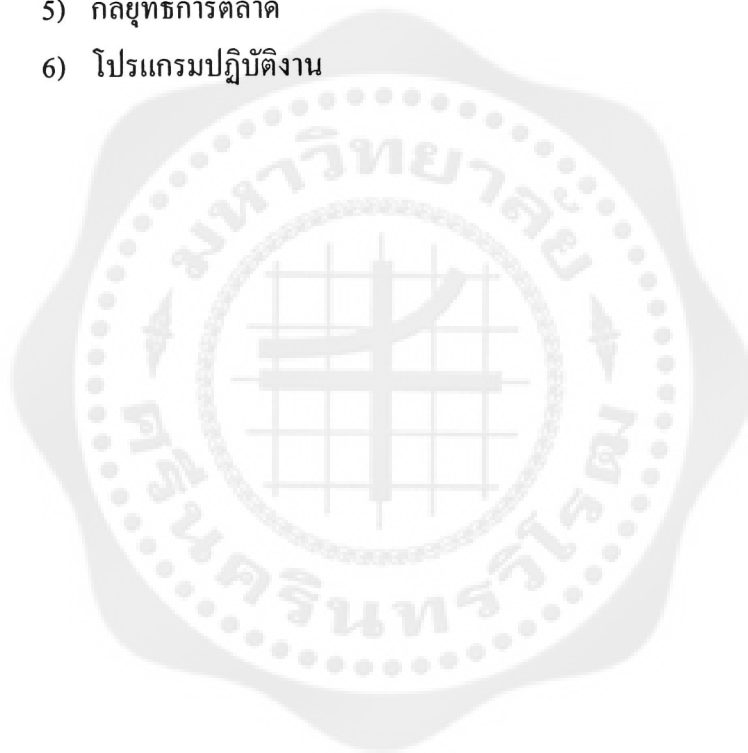 5) กลยุทธ์การตลาด
6) โปรแกรมปฏิบัติงาน
มหาวิทยาลัย
ศรีนครินทรวิโรฒ